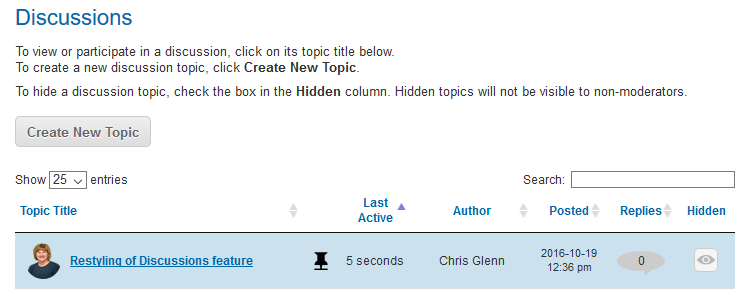 Discussions
To view or participate in a discussion, click on its topic title below.
To create a new discussion topic, click Create New Topic.
To hide a discussion topic, check the box in the Hidden column. Hidden topics will not be visible to non-moderators.
Create New Topic
Show 25 entries Search:
Topic Title Last Active Author Posted Replies Hidden
Restyling of Discussions feature 5 seconds Chris Glenn 2016-10-19 12:36 pm 0